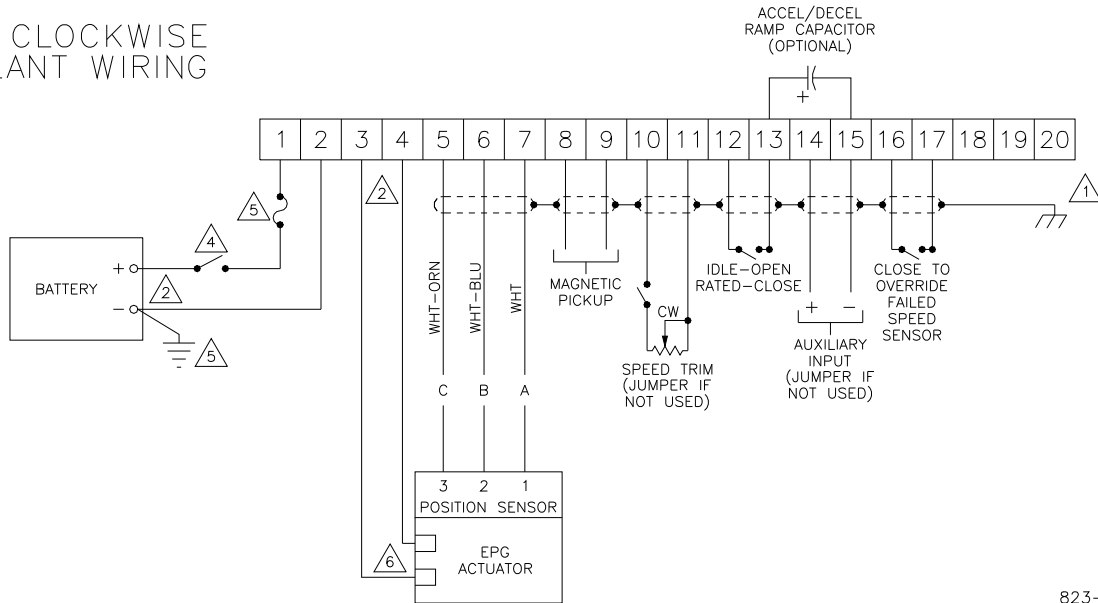 CLOCKWISE
ANT WIRING
ACCEL/DECEL
RAMP CAPACITOR
(OPTIONAL)
+
1 2 3 4 5 6 7 8 9 10 11 12 13 14 15 16 17 18 19 20
5
2
1
4
BATTERY
+
2
−
5
WHT-ORN
WHT-BLU
WHT
MAGNETIC
PICKUP
CW
SPEED TRIM
(JUMPER IF
NOT USED)
IDLE-OPEN
RATED-CLOSE
+ −
AUXILIARY
INPUT
(JUMPER IF
NOT USED)
CLOSE TO
OVERRIDE
FAILED
SPEED
SENSOR
C B A
3 2 1
POSITION SENSOR
6
EPG
ACTUATOR
823-